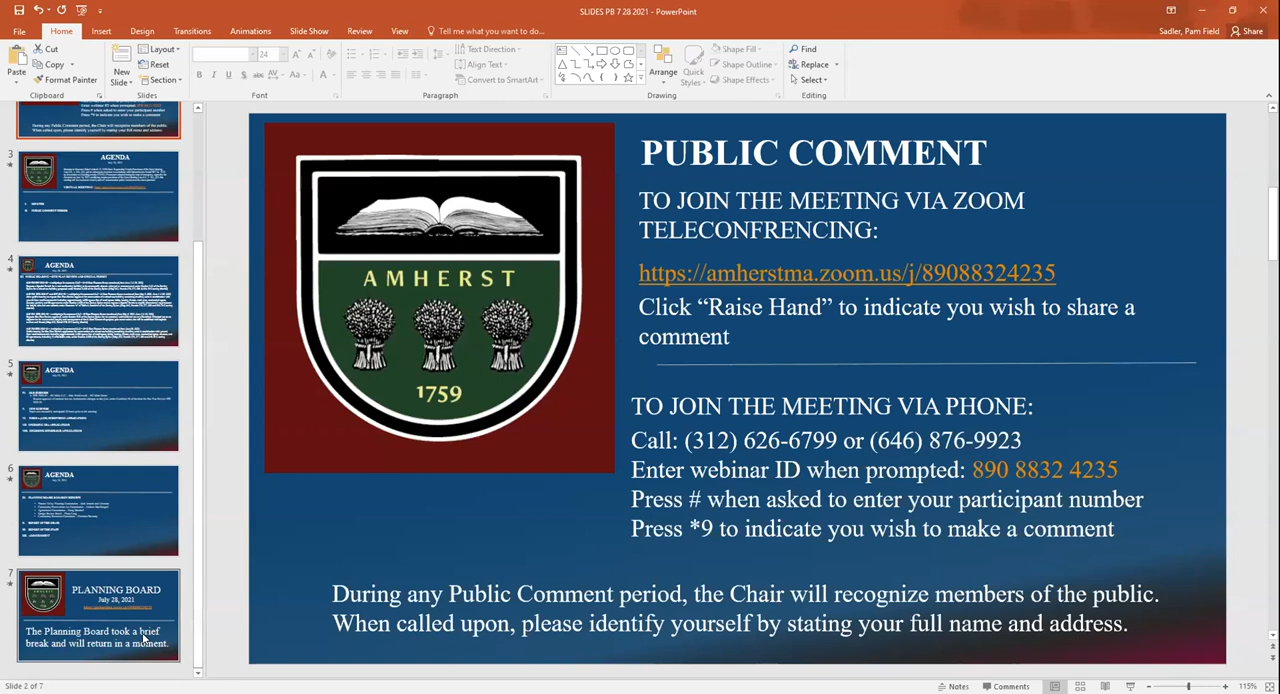 SLIDES PB 7 28 2021 - PowerPoint
File
Home
Insert
Design
Transitions
Animations
Slide Show
Review
View
Tell me what you want to do...
Sadler, Pam Field
Share
Paste
Cut
Copy
Format Painter
Clipboard
New
Slide
Layout
Reset
Section
Slides
24
Font
Text Direction
Align Text
Convert to SmartArt
Paragraph
Arrange
Quick
Styles
Shape Fill
Shape Outline
Shape Effects
Drawing
Find
Replace
Select
Editing
3
AGENDA
4
AGENDA
5
AGENDA
6
AGENDA
7
PLANNING BOARD
July 28, 2021
The Planning Board took a brief
break and will return in a moment.
AMHERST
1759
PUBLIC COMMENT
TO JOIN THE MEETING VIA ZOOM
TELECONFRENCING:
https://amherstma.zoom.us/j/89088324235
Click “Raise Hand” to indicate you wish to share a
comment
TO JOIN THE MEETING VIA PHONE:
Call: (312) 626-6799 or (646) 876-9923
Enter webinar ID when prompted: 890 8832 4235
Press # when asked to enter your participant number
Press *9 to indicate you wish to make a comment
During any Public Comment period, the Chair will recognize members of the public.
When called upon, please identify yourself by stating your full name and address.
Slide 2 of 7
Notes
Comments
115%